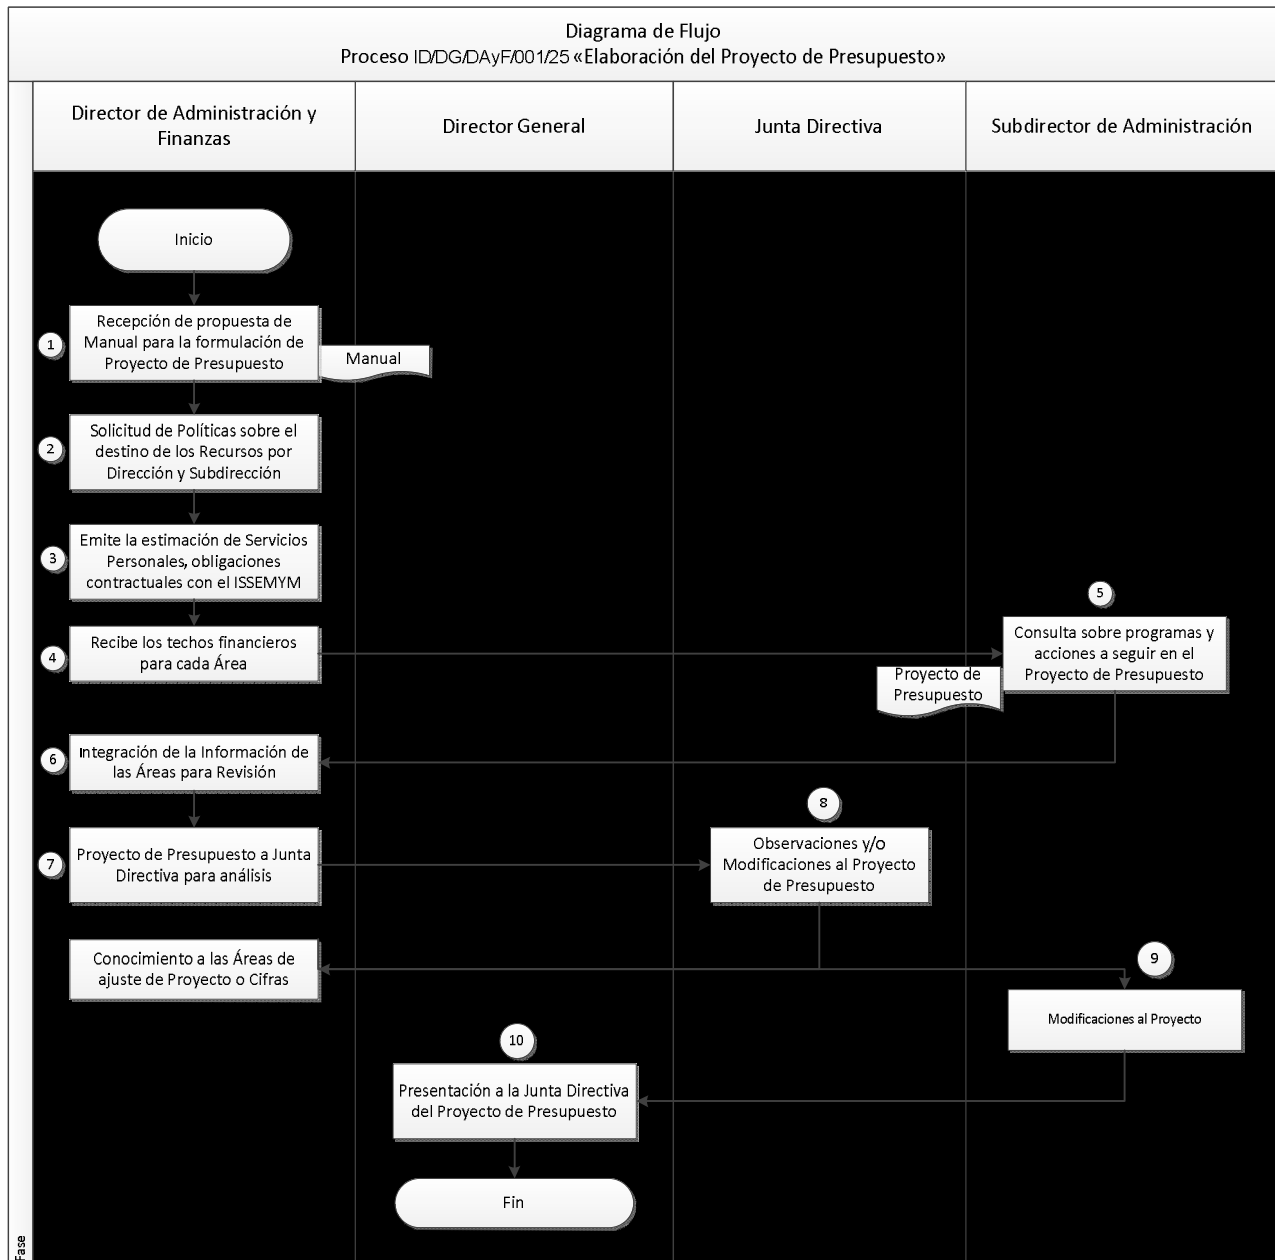 Diagrama de Flujo
Proceso ID/DG/DAyF/001/25 «Elaboración del Proyecto de Presupuesto»
Director de Administración y
Finanzas
Director General
Junta Directiva
Subdirector de Administración
Inicio
1
Recepción de propuesta de
Manual para la formulación de
Proyecto de Presupuesto
Manual
2
Solicitud de Políticas sobre el
destino de los Recursos por
Dirección y Subdirección
3
Emite la estimación de Servicios
Personales, obligaciones
contractuales con el ISSEMYM
4
Recibe los techos financieros
para cada Área
5
Consulta sobre programas y
acciones a seguir en el
Proyecto de Presupuesto
Proyecto de
Presupuesto
6
Integración de la Información de
las Áreas para Revisión
7
Proyecto de Presupuesto a Junta
Directiva para análisis
8
Observaciones y/o
Modificaciones al Proyecto
de Presupuesto
Conocimiento a las Áreas de
ajuste de Proyecto o Cifras
9
Modificaciones al Proyecto
10
Presentación a la Junta Directiva
del Proyecto de Presupuesto
Fin
Fase